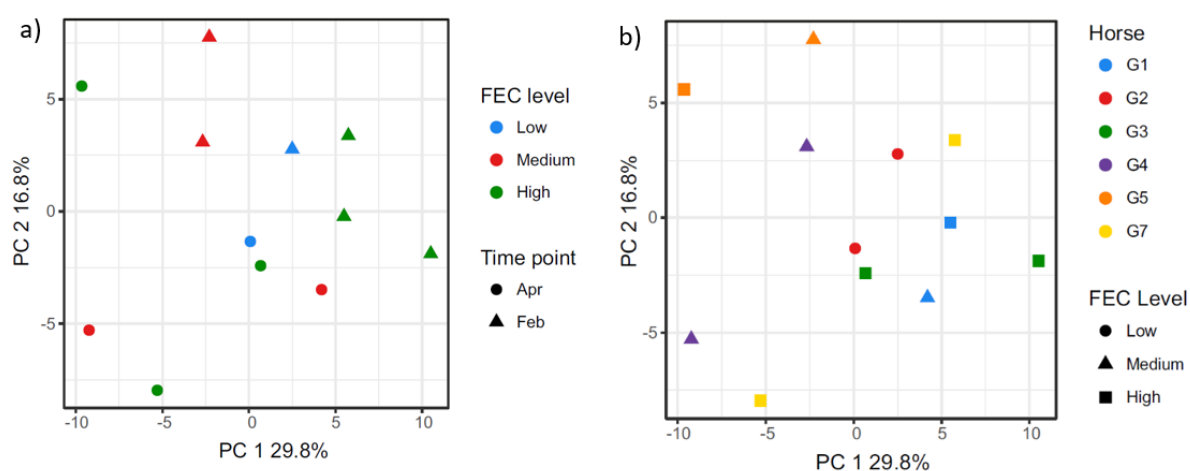 a)
5
0
-5
-10
-5
0
5
10
PC 2 16.8%
PC 1 29.8%
FEC level
Low
Medium
High
Time point
Apr
Feb
b)
5
0
-5
-10
-5
0
5
10
PC 2 16.8%
PC 1 29.8%
Horse
G1
G2
G3
G4
G5
G7
FEC Level
Low
Medium
High